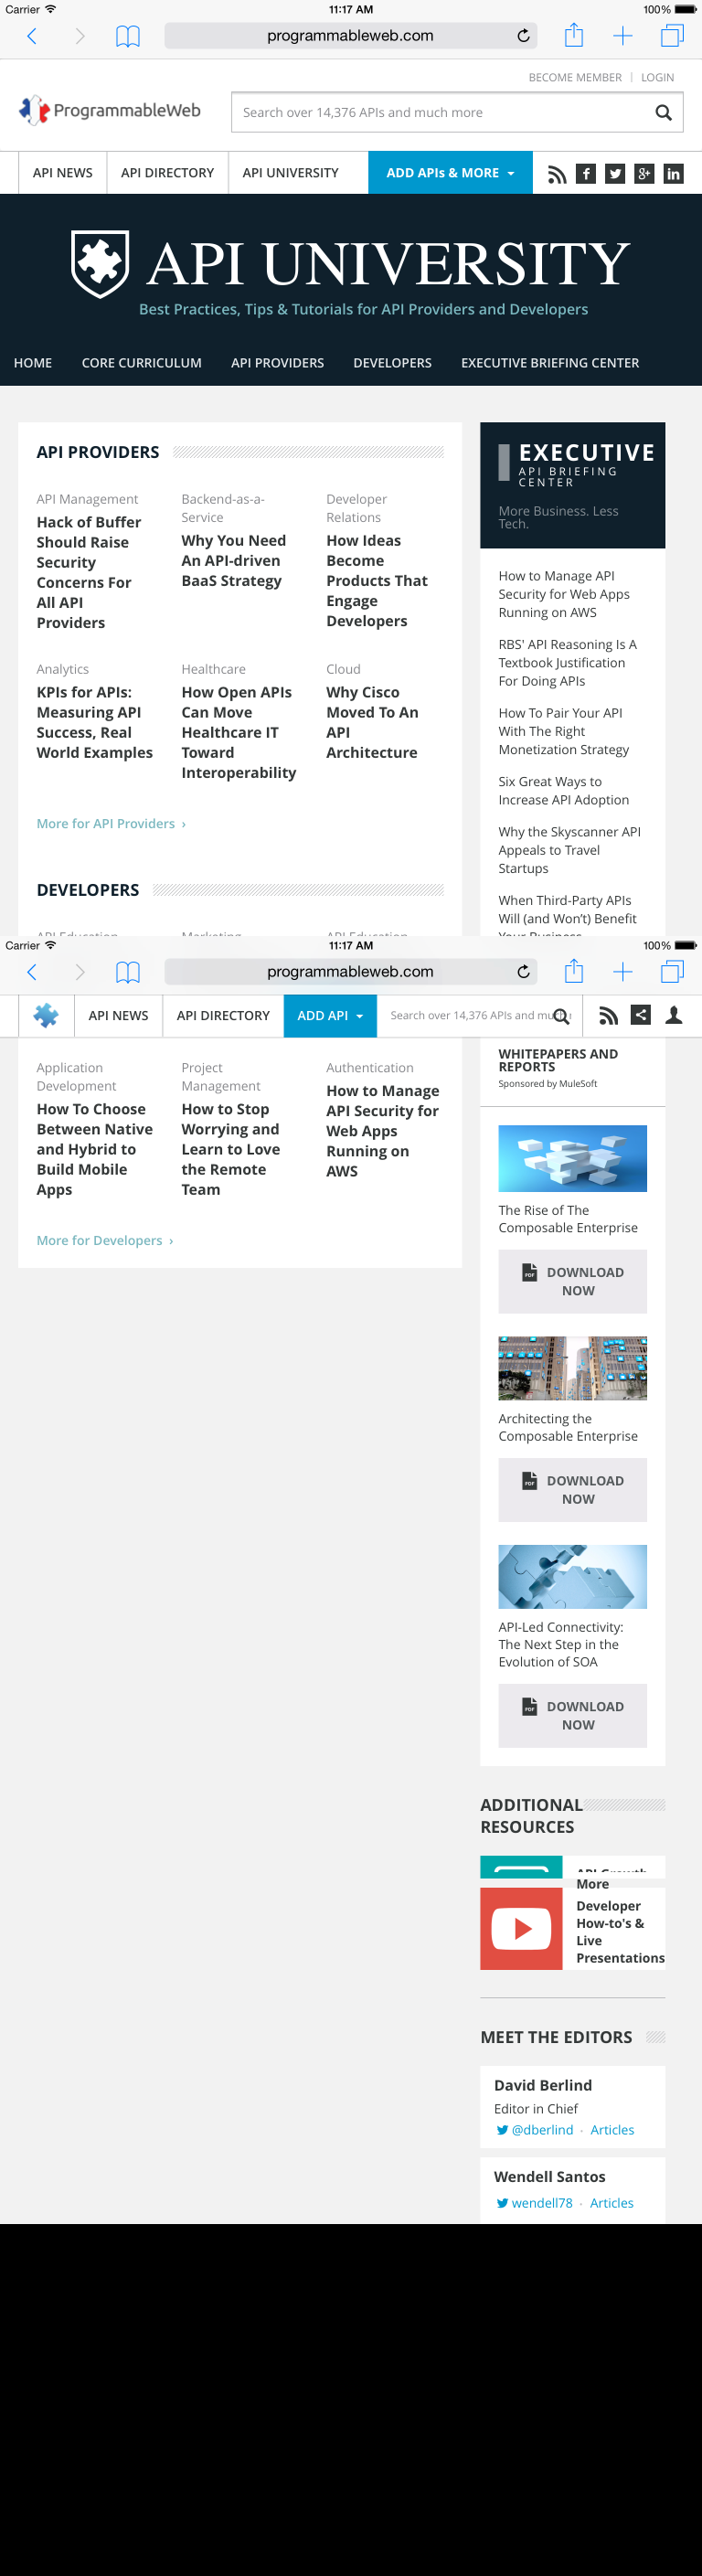 Carrier 11:17 AM 100%
programmableweb.com
BECOME MEMBER | LOGIN
ProgrammableWeb
Search over 14,376 APIs and much more
API NEWS API DIRECTORY API UNIVERSITY ADD APIs & MORE
API UNIVERSITY
Best Practices, Tips & Tutorials for API Providers and Developers
HOME CORE CURRICULUM API PROVIDERS DEVELOPERS EXECUTIVE BRIEFING CENTER
API PROVIDERS
API Management
Hack of Buffer
Should Raise
Security
Concerns For
All API
Providers
Backend-as-a-
Service
Why You Need
An API-driven
BaaS Strategy
Developer
Relations
How Ideas
Become
Products That
Engage
Developers
Analytics
KPIs for APIs:
Measuring API
Success, Real
World Examples
Healthcare
How Open APIs
Can Move
Healthcare IT
Toward
Interoperability
Cloud
Why Cisco
Moved To An
API
Architecture
More for API Providers ›
DEVELOPERS
API Education Marketing API Education
EXECUTIVE
API BRIEFING
CENTER
More Business. Less
Tech.
How to Manage API
Security for Web Apps
Running on AWS
RBS' API Reasoning Is A
Textbook Justification
For Doing APIs
How To Pair Your API
With The Right
Monetization Strategy
Six Great Ways to
Increase API Adoption
Why the Skyscanner API
Appeals to Travel
Startups
When Third-Party APIs
Will (and Won't) Benefit
Your Business
Carrier 11:17 AM 100%
programmableweb.com
API NEWS API DIRECTORY ADD API Search over 14,376 APIs and much
Application
Development
How To Choose
Between Native
and Hybrid to
Build Mobile
Apps
Project
Management
How to Stop
Worrying and
Learn to Love
the Remote
Team
Authentication
How to Manage
API Security for
Web Apps
Running on
AWS
More for Developers ›
WHITEPAPERS AND
REPORTS
Sponsored by MuleSoft
The Rise of The
Composable Enterprise
PDF DOWNLOAD
NOW
Architecting the
Composable Enterprise
PDF DOWNLOAD
NOW
API-Led Connectivity:
The Next Step in the
Evolution of SOA
PDF DOWNLOAD
NOW
ADDITIONAL
RESOURCES
API Growth
More
Developer
How-to's &
Live
Presentations
MEET THE EDITORS
David Berlind
Editor in Chief
@dberlind · Articles
Wendell Santos
wendell78 · Articles